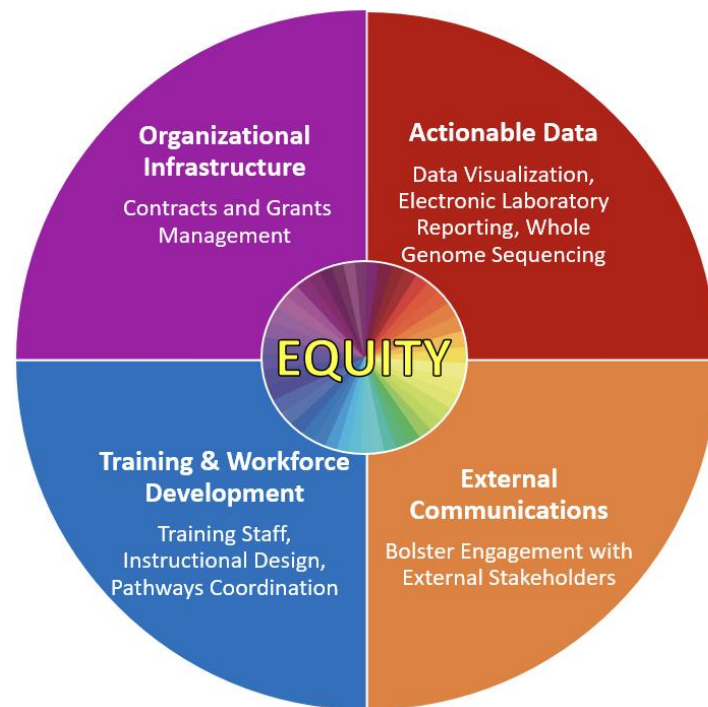 Organizational
Infrastructure
Contracts and Grants
Management
Actionable Data
Data Visualization,
Electronic Laboratory
Reporting, Whole
Genome Sequencing
EQUITY
Training & Workforce
Development
Training Staff,
Instructional Design,
Pathways Coordination
External
Communications
Bolster Engagement with
External Stakeholders